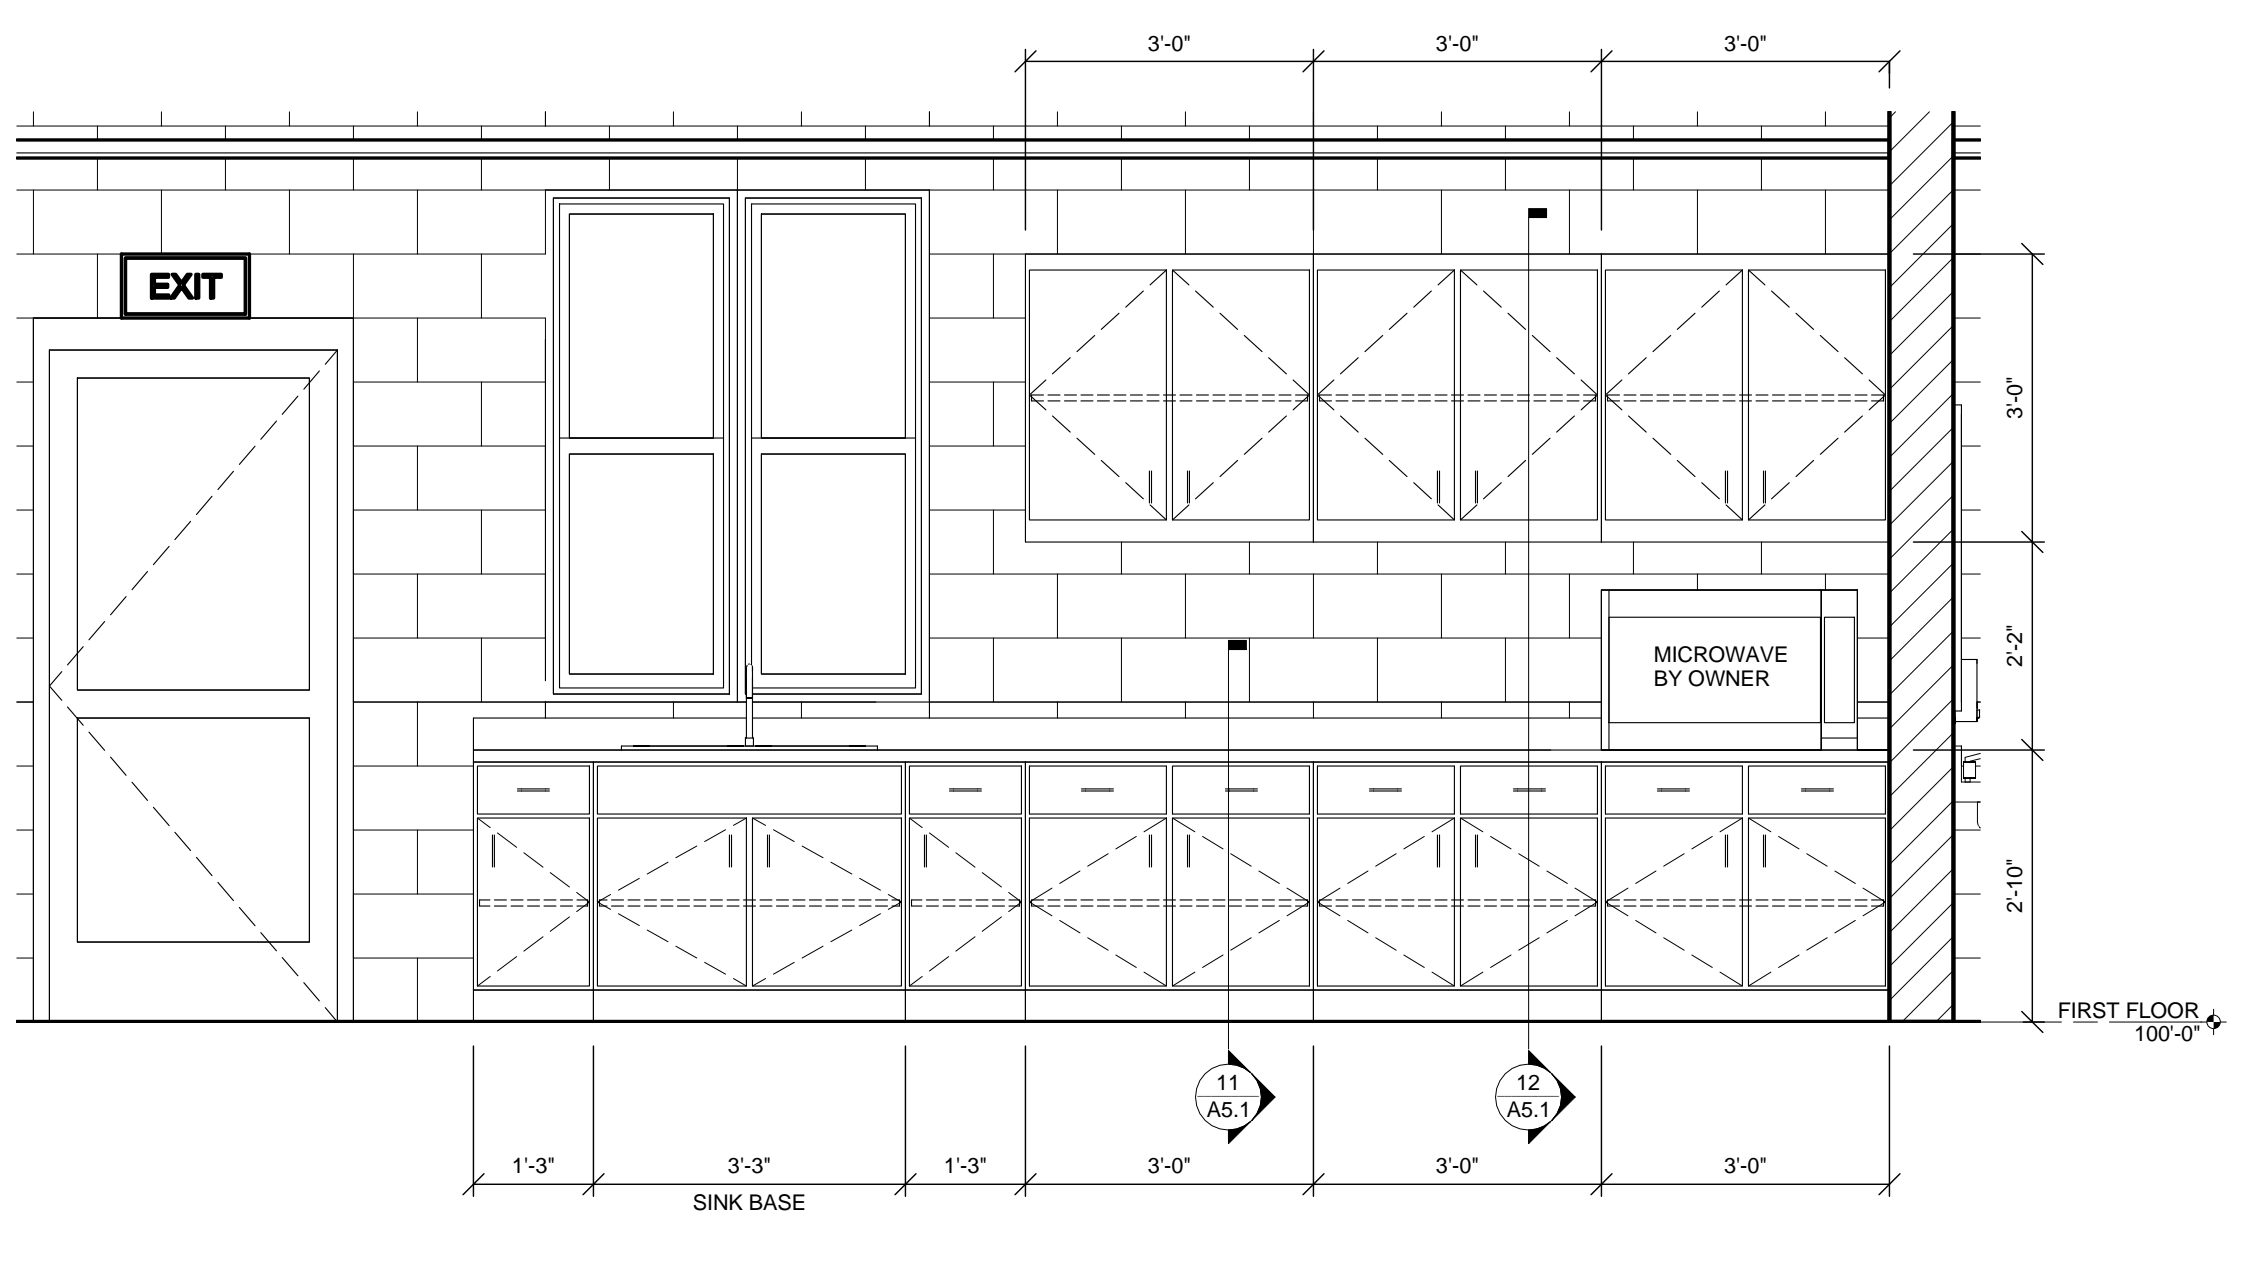 3'-0"
3'-0"
3'-0"
EXIT
3'-0"
2'-2"
MICROWAVE
BY OWNER
2'-10"
FIRST FLOOR
100'-0"
11
A5.1
12
A5.1
1'-3"
3'-3"
1'-3"
3'-0"
3'-0"
3'-0"
SINK BASE